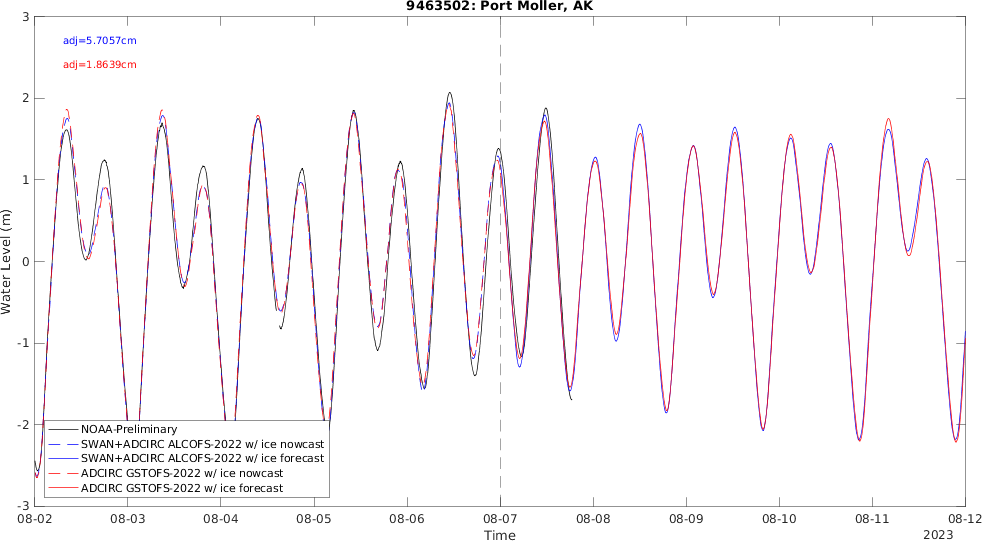 9463502: Port Moller, AK
adj=5.7057cm
adj=1.8639cm
3
2
1
0
-1
-2
-3
Water Level (m)
NOAA-Preliminary
SWAN+ADCIRC ALCOFS-2022 w/ ice nowcast
SWAN+ADCIRC ALCOFS-2022 w/ ice forecast
ADCIRC GSTOFS-2022 w/ ice nowcast
ADCIRC GSTOFS-2022 w/ ice forecast
08-02 08-03 08-04 08-05 08-06 08-07 08-08 08-09 08-10 08-11 08-12
Time
2023